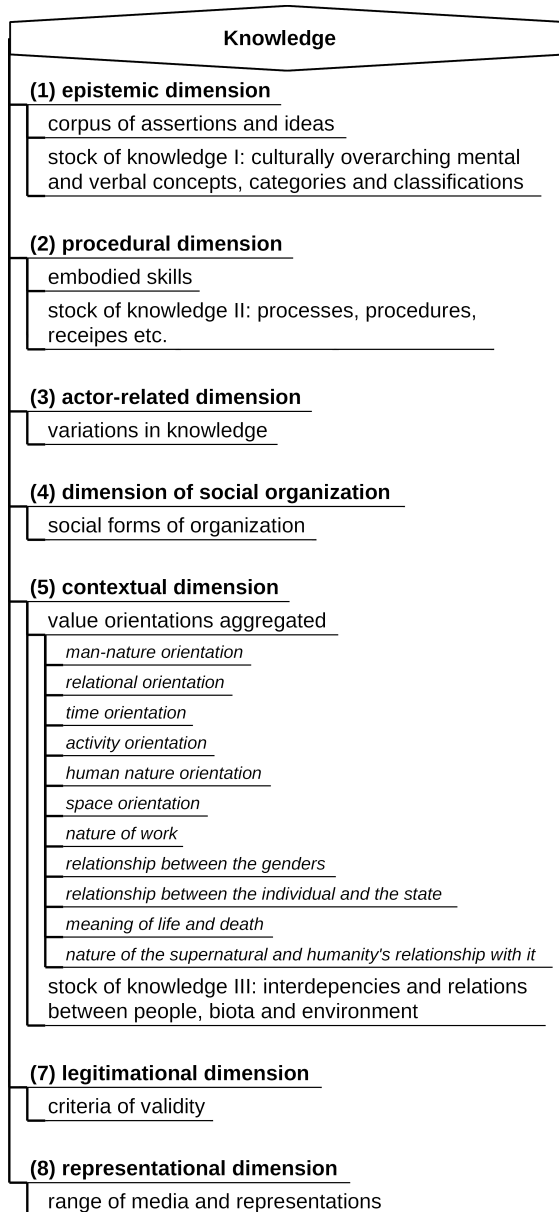 Knowledge
(1) epistemic dimension
corpus of assertions and ideas
stock of knowledge I: culturally overarching mental
and verbal concepts, categories and classifications
(2) procedural dimension
embodied skills
stock of knowledge II: processes, procedures,
receipes etc.
(3) actor-related dimension
variations in knowledge
(4) dimension of social organization
social forms of organization
(5) contextual dimension
value orientations aggregated
man-nature orientation
relational orientation
time orientation
activity orientation
human nature orientation
space orientation
nature of work
relationship between the genders
relationship between the individual and the state
meaning of life and death
nature of the supernatural and humanity's relationship with it
stock of knowledge III: interdepencies and relations
between people, biota and environment
(7) legitimational dimension
criteria of validity
(8) representational dimension
range of media and representations